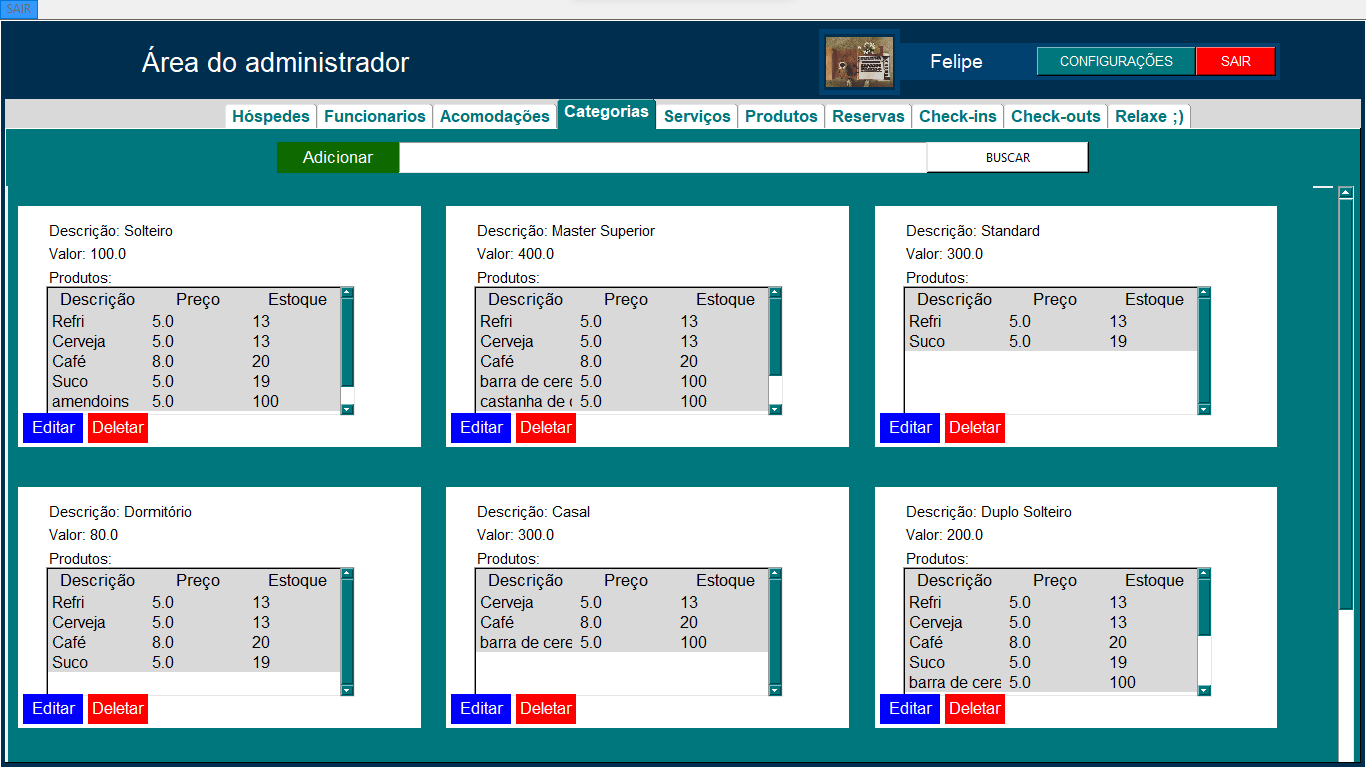 SAIR
Área do administrador
Felipe
CONFIGURAÇÕES
SAIR
Hóspedes Funcionarios Acomodações Categorias Serviços Produtos Reservas Check-ins Check-outs Relaxe ;)
Adicionar
BUSCAR
Descrição: Solteiro
Valor: 100.0
Produtos:
Descrição Preço Estoque
Refri 5.0 13
Cerveja 5.0 13
Café 8.0 20
Suco 5.0 19
amendoins 5.0 100
Editar Deletar
Descrição: Master Superior
Valor: 400.0
Produtos:
Descrição Preço Estoque
Refri 5.0 13
Cerveja 5.0 13
Café 8.0 20
barra de cere 5.0 100
castanha de c 5.0 100
Editar Deletar
Descrição: Standard
Valor: 300.0
Produtos:
Descrição Preço Estoque
Refri 5.0 13
Suco 5.0 19
Editar Deletar
Descrição: Dormitório
Valor: 80.0
Produtos:
Descrição Preço Estoque
Refri 5.0 13
Cerveja 5.0 13
Café 8.0 20
Suco 5.0 19
Editar Deletar
Descrição: Casal
Valor: 300.0
Produtos:
Descrição Preço Estoque
Cerveja 5.0 13
Café 8.0 20
barra de cere 5.0 100
Editar Deletar
Descrição: Duplo Solteiro
Valor: 200.0
Produtos:
Descrição Preço Estoque
Refri 5.0 13
Cerveja 5.0 13
Café 8.0 20
Suco 5.0 19
barra de cere 5.0 100
Editar Deletar